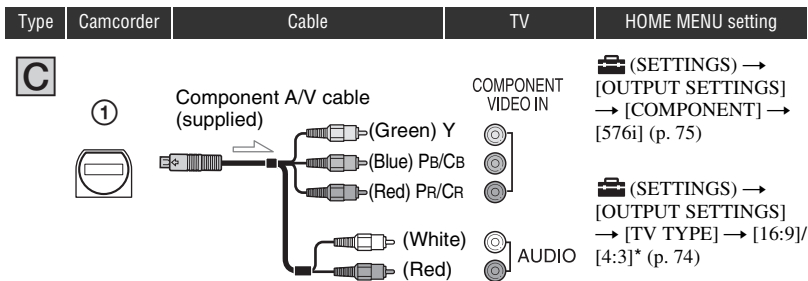 Type Camcorder Cable TV HOME MENU setting
C
①
Component A/V cable
(supplied)
(Green) Y
(Blue) PB/CB
(Red) PR/CR
(White)
(Red)
COMPONENT
VIDEO IN
AUDIO
(SETTINGS) →
[OUTPUT SETTINGS]
→ [COMPONENT] →
[576i] (p. 75)
(SETTINGS) →
[OUTPUT SETTINGS]
→ [TV TYPE] → [16:9]/
[4:3]* (p. 74)